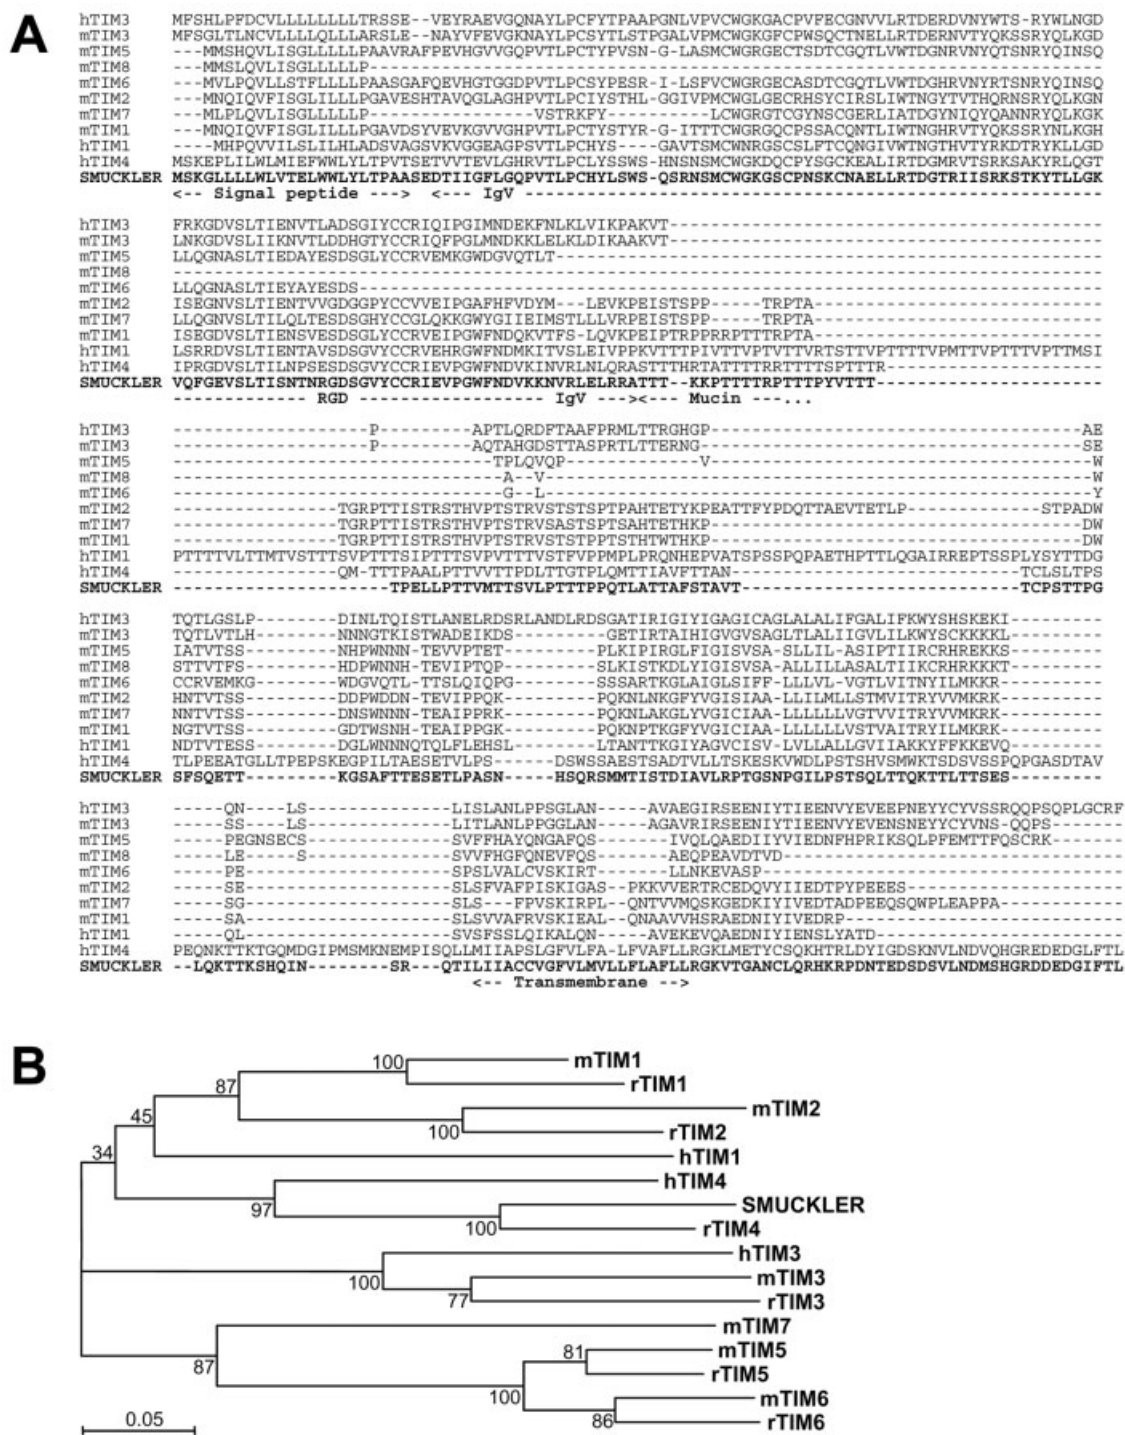 A
hTIM3 MFSHLPFDCVLLLLLLLLTRSSE--VEYRAEVGQNAYLPCFYTPAAPGNLVPVCWGKGACPVFECGNVVLRTDERDVNYWTS-RYWLNGD
mTIM3 MFSGLTLNCVLLLLQLLLARSLE--NAYVFEVGKNAYLPCSYTLSTPGALVPMCWGKGFCPWSQCTNELLRTDERNVTYQKSSRYQLKGD
mTIM5 ---MMSHQVLISGLLLLLPAAVRAFPEVHGVVGQPVTLPCTYPVSN-G-LASMCWGRGECTSDTCGQTLVWTDGNRVTYQTSNRYQINSQ
mTIM8 ---MMSLQVLISGLLLLLP-----------------------------------------------------------------------
mTIM6 ---MVLPQVLLSTFLLLLPAASGAFQEVHGTGGDPVTLPCSYPESR-I-LSFVCWGRGECASDTCGQTLVWTDGHRVNYRTSNRYQINSQ
mTIM2 ---MNQIQVFISGLILLLPGAVESHTAVQGLAGHPVTLPCIYSTHL-GGIVPMCWGLGECRHSYCIRSLIWTNGYTVTHQRNSRYQLKGN
mTIM7 ---MLPLQVLISGLLLLLP----------------VSTRKFY----------LCWGRGTCGYNSCGERLIATDGYNIQYQANNRYQLKGK
mTIM1 ---MNQIQVFISGLILLLPGAVDSYVEVKGVVGHPVTLPCTYSTYR-G-ITTTCWGRGQCPSSACQNTLIWTNGHRVTYQKSSRYNLKGH
hTIM1 ---MHPQVVILSLILHLADSVAGSVKVGGEAGPSVTLPCHYS----GAVTSMCWNRGSCSLFTCQNGIVWTNGTHVTYRKDTRYKLLGD
hTIM4 MSKEPLILWLMIEFWWLYLTPVTSETVVTEVLGHRVTLPCLYSSWS-HNSNSMCWGKDQCPYSGCKEALIRTDGMRVTSRKSAKYRLQGT
SMUCKLER MSKGLLLLWLVTELWWLYLTPAASEDTIIGFLGQPVTLPCHYLSWS-QSRNSMCWGKGSCPNSKCNAELLRTDGTRIISRKSTKYTLLGK
<-- Signal peptide ---> <--- IgV ----------------------------------------------------------
hTIM3 FRKGDVSLTIENVTLADSGIYCCRIQIPGIMNDEKFNLKLVIKPAKVT------------------------------------------
mTIM3 LNKGDVSLIIKNVTLDDHGTYCCRIQFPGLMNDKKLELKLDIKAAKVT------------------------------------------
mTIM5 LLQGNASLTIEDAYESDSGLYCCRVEMKGWDGVQTLT-----------------------------------------------------
mTIM8 ------------------------------------------------------------------------------------------
mTIM6 LLQGNASLTIEYAYESDS------------------------------------------------------------------------
mTIM2 ISEGNVSLTIENTVVGDGGPYCCVVEIPGAFHFVDYM---LEVKPEISTSPP-----TRPTA----------------------------
mTIM7 LLQGNVSLTILQLTESDSGHYCCGLQKKGWYGIIEIMSTLLLVRPEISTSPP-----TRPTA----------------------------
mTIM1 ISEGDVSLTIENSVESDSGLYCCRVEIPGWFNDQKVTFS-LQVKPEIPTRPPRRPTTTRPTA----------------------------
hTIM1 LSRRDVSLTIENTAVSDSGVYCCRVEHRGWFNDMKITVSLEIVPPKVTTTPIVTTVPTVTTVRTSTTVPTTTTVPMTTVPTTTVPTTMSI
hTIM4 IPRGDVSLTILNPSESDSGVYCCRIEVPGWFNDVKINVRLNLQRASTTTHRTATTTTRRTTTTSPTTTR---------------------
SMUCKLER VQFGEVSLTISNTNRGDSGVYCCRIEVPGWFNDVKKNVRLELRRATTT--KKPTTTTRPTTTPYVTTT----------------------
-------------- RGD ------------------ IgV ---><--- Mucin ---...
hTIM3 -------------------P---------APTLQRDFTAAFPRMLTTRGHGP------------------------------------AE
mTIM3 -------------------P---------AQTAHGDSTTASPRTLTTERNG-------------------------------------SE
mTIM5 -------------------------------TPLQVQP--------------V------------------------------------W
mTIM8 --------------------------------A--V-----------------------------------------------------W
mTIM6 --------------------------------G--L-----------------------------------------------------Y
mTIM2 ----------------TGRPTTISTRSTHVPTSTRVSTSTSPTPAHTETYKPEATTFYPDQTTAEVTETLP-------------STPADW
mTIM7 ----------------TGRPTTISTRSTHVPTSTRVSASTSPTSAHTETHKP------------------------------------DW
mTIM1 ----------------TGRPTTISTRSTHVPTSTRVSTSTPPTSTHTWTHKP------------------------------------DW
hTIM1 PTTTTVLTTMTVSTTTSVPTTTSIPTTTSVPVTTTVSTFVPPMPLPRQNHEPVATSPSSPQPAETHPTTLQGAIRREPTSSPLYSYTTDG
hTIM4 ----------------QM-TTTPAALPTTVVTTPDLTTGTPLQMTTIAVFTTAN----------------------------TCLSLTPS
SMUCKLER ---------------------TPELLPTTVMTTSVLPTTTPPQTLATTAFSTAVT---------------------------TCPSTTPG
hTIM3 TQTLGSLP--------DINLTQISTLANELRDSRLANDLRDSGATIRIGIYIGAGICAGLALALIFGALIFKWYSHSKEKI---------
mTIM3 TQTLVTLH--------NNNGTKISTWADEIKDS---------GETIRTAIHIGVGVSAGLTLALIIGVLILKWYSCKKKKL---------
mTIM5 IATVTSS---------NHPWNNN-TEVVPTET---------PLKIPIRGLFIGISVSA-SLLIL-ASIPTIIRCHREKKS----------
mTIM8 STTVTFS---------HDPWNNH-TEVIPTQP---------SLKISTKDLYIGISVSA-ALLILLASALTIIKCRHRKKKT---------
mTIM6 CCRVEMKG--------WDGVQTL-TTSLQIQPG--------SSSARTKGLAIGLSIFF-LLLVL-VGTLVITNYILMKKR----------
mTIM2 HNTVTSS---------DDPWDDN-TEVIPPQK---------PQKNLNKGFYVGISIAA-LLILMLLSTMVITRYVVMKRK----------
mTIM7 NNTVTSS---------DNSWNNN-TEAIPPRK---------PQKNLAKGLYVGICIAA-LLLLLLVGTVVITRYVVMKRK----------
mTIM1 NGTVTSS---------GDTWSNH-TEAIPPGK---------PQKNPTKGFYVGICIAA-LLLLLLVSTVAITRYILMKRK----------
hTIM1 NDTVTESS--------DGLWNNNQTQLFLEHSL--------LTANTTKGIYAGVCISV-LVLLALLGVIIAKKYFFKKEVQ---------
hTIM4 TLPEEATGLLTPEPSKEGPILTAESETVLPS----DSWSSAESTSADTVLLTSKESKVWDLPSTSHVSMWKTSDSVSSPQPGASDTAV
SMUCKLER SFSQETT---------KGSAFTTESETLPASN----HSQRSMMTISTDIAVLRPTGSNPGILPSTSQLTTQKTTLTTSES---------
hTIM3 -----QN----LS--------------LISLANLPPSGLAN-----AVAEGIRSEENIYTIEENVYEVEEPNEYYCYVSSRQQPSQPLGCRF
mTIM3 -----SS----LS--------------LITLANLPPGGLAN-----AGAVRIRSEENIYTIEENVYEVENSNEYYCYVNS-QQPS-------
mTIM5 -----PEGNSECS--------------SVFFHAYQNGAFQS-------IVQLQAEDIIYVIEDNFHPRIKSQLPFEMTTFQSCRK-------
mTIM8 -----LE-----S--------------SVVFHGFQNEVFQS-------AEQPEAVDTVD---------------------------------
mTIM6 -----PE--------------------SPSLVALCVSKIRT-------LLNKEVASP-----------------------------------
mTIM2 -----SE--------------------SLSFVAFPISKIGAS---PKKVVERTRCEDQVYIIEDTPYPEEES---------------------
mTIM7 -----SG--------------------SLS---FPVSKIRPL---QNTVVMQSKGEDKIYIVEDTADPEEQSQWPLEAPPA------------
mTIM1 -----SA--------------------SLSVVAFRVSKIEAL---QNAAVVHSRAEDNIYIVEDRP---------------------------
hTIM1 -----QL--------------------SVSFSSLQIKALQN-----AVEKEVQAEDNIYIENSLYATD-------------------------
hTIM4 PEQNKTTKTGQMDGIPMSMKNEMPISQLLMIIAPSLGFVLFA-LFVAFLLRGKLMETYCSQKHTRLDYIGDSKNVLNDVQHGREDEDGLFTL
SMUCKLER --LQKTTKSHQIN--------SR---QTILIIACCVGFVLMVLLFLAFLLRGKVTGANCLQRHKRPDNTEDSDSVLNDMSHGRDDEDGIFTL
<-- Transmembrane -->
B
100
mTIM1
rTIM1
87
mTIM2
45
100
rTIM2
34
hTIM1
hTIM4
97
SMUCKLER
100
rTIM4
hTIM3
100
mTIM3
77
rTIM3
mTIM7
87
81
mTIM5
rTIM5
100
mTIM6
86
rTIM6
0.05